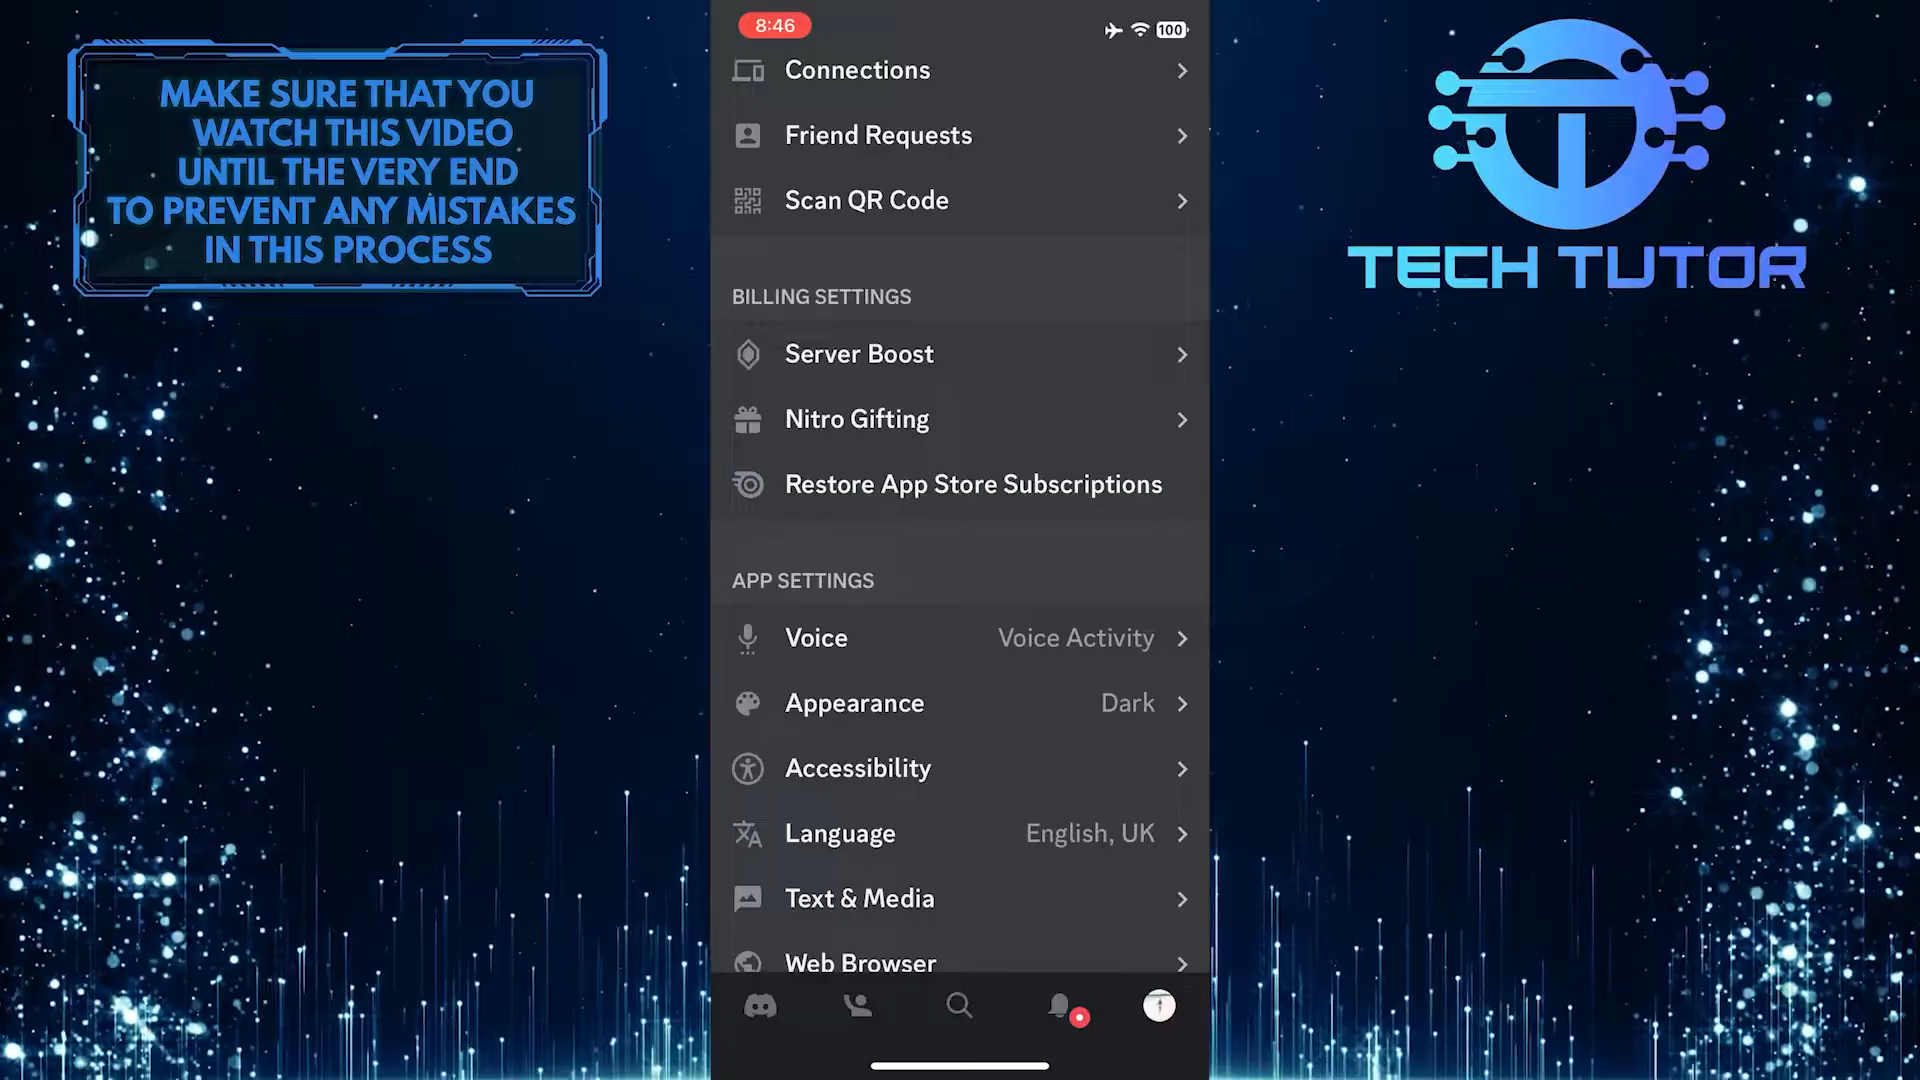 MAKE SURE THAT YOU
WATCH THIS VIDEO
UNTIL THE VERY END
TO PREVENT ANY MISTAKES
IN THIS PROCESS
8:46
100
Connections
Friend Requests
Scan QR Code
BILLING SETTINGS
Server Boost
Nitro Gifting
Restore App Store Subscriptions
APP SETTINGS
Voice Voice Activity
Appearance Dark
Accessibility
Language English, UK
Text & Media
Web Browser
TECH TUTOR